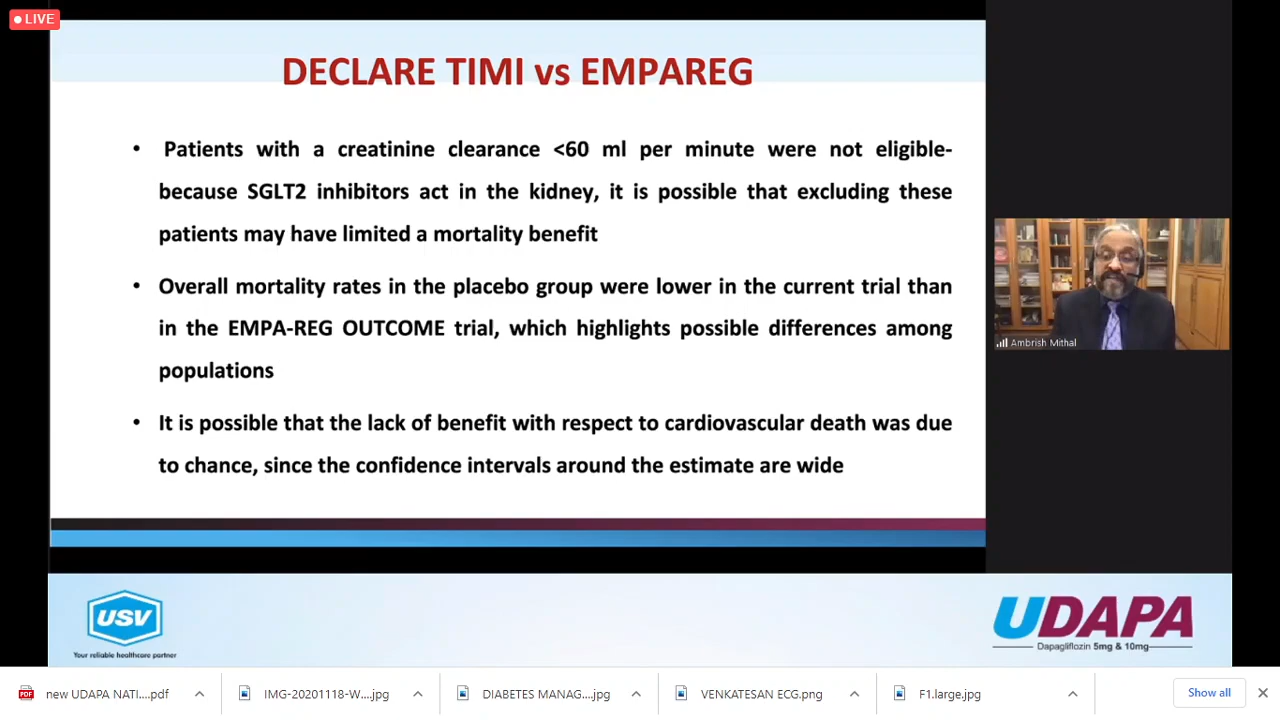 LIVE
DECLARE TIMI vs EMPAREG
• Patients with a creatinine clearance <60 ml per minute were not eligible-
because SGLT2 inhibitors act in the kidney, it is possible that excluding these
patients may have limited a mortality benefit
• Overall mortality rates in the placebo group were lower in the current trial than
in the EMPA-REG OUTCOME trial, which highlights possible differences among
populations
• It is possible that the lack of benefit with respect to cardiovascular death was due
to chance, since the confidence intervals around the estimate are wide
Ambrish Mithal
USV
Your reliable healthcare partner
UDAPA
Dapagliflozin 5mg & 10mg
PDF
new UDAPA NATI....pdf
IMG-20201118-W....jpg
DIABETES MANAG....jpg
VENKATESAN ECG.png
F1.large.jpg
Show all